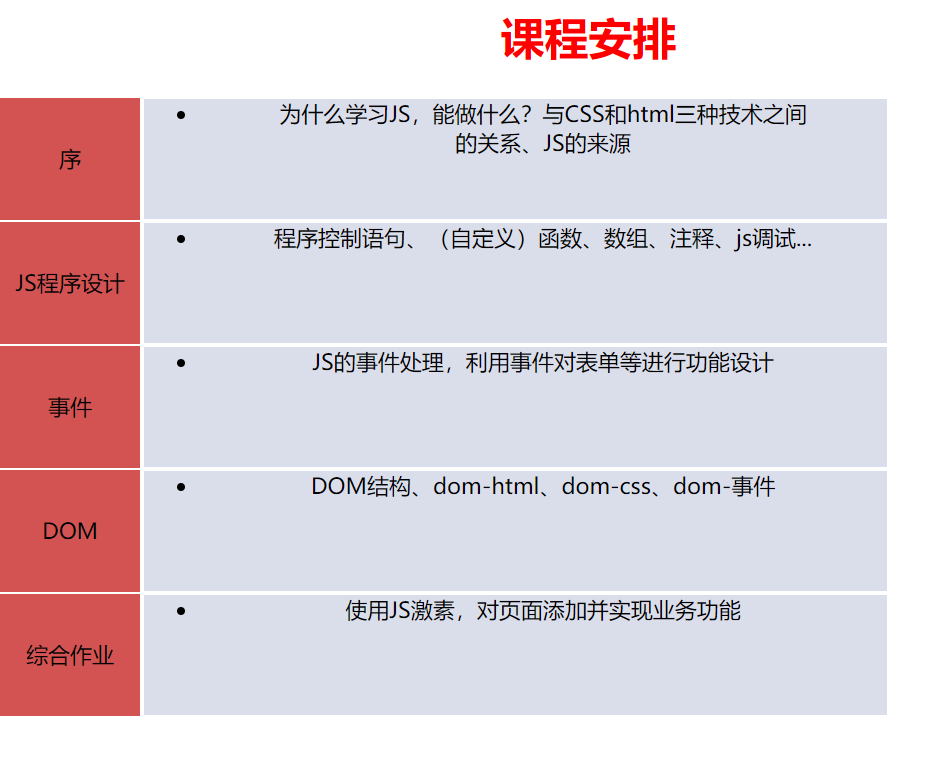 课程安排
序
为什么学习JS，能做什么？与CSS和html三种技术之间
的关系、JS的来源
JS程序设计
程序控制语句、（自定义）函数、数组、注释、js调试...
事件
JS的事件处理，利用事件对表单等进行功能设计
DOM
DOM结构、dom-html、dom-css、dom-事件
综合作业
使用JS激素，对页面添加并实现业务功能